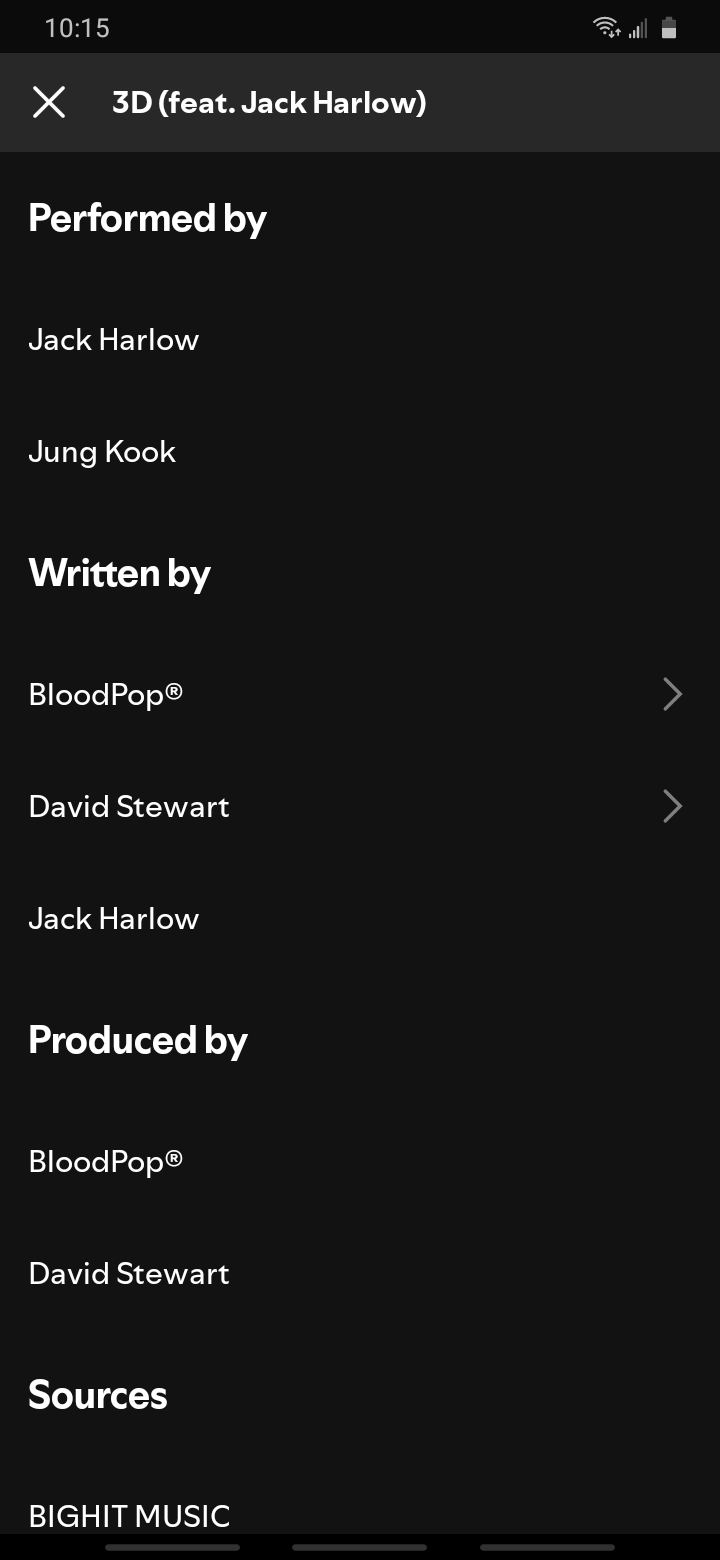 10:15
3D (feat. Jack Harlow)
Performed by
Jack Harlow
Jung Kook
Written by
BloodPop®
David Stewart
Jack Harlow
Produced by
BloodPop®
David Stewart
Sources
BIGHIT MUSIC